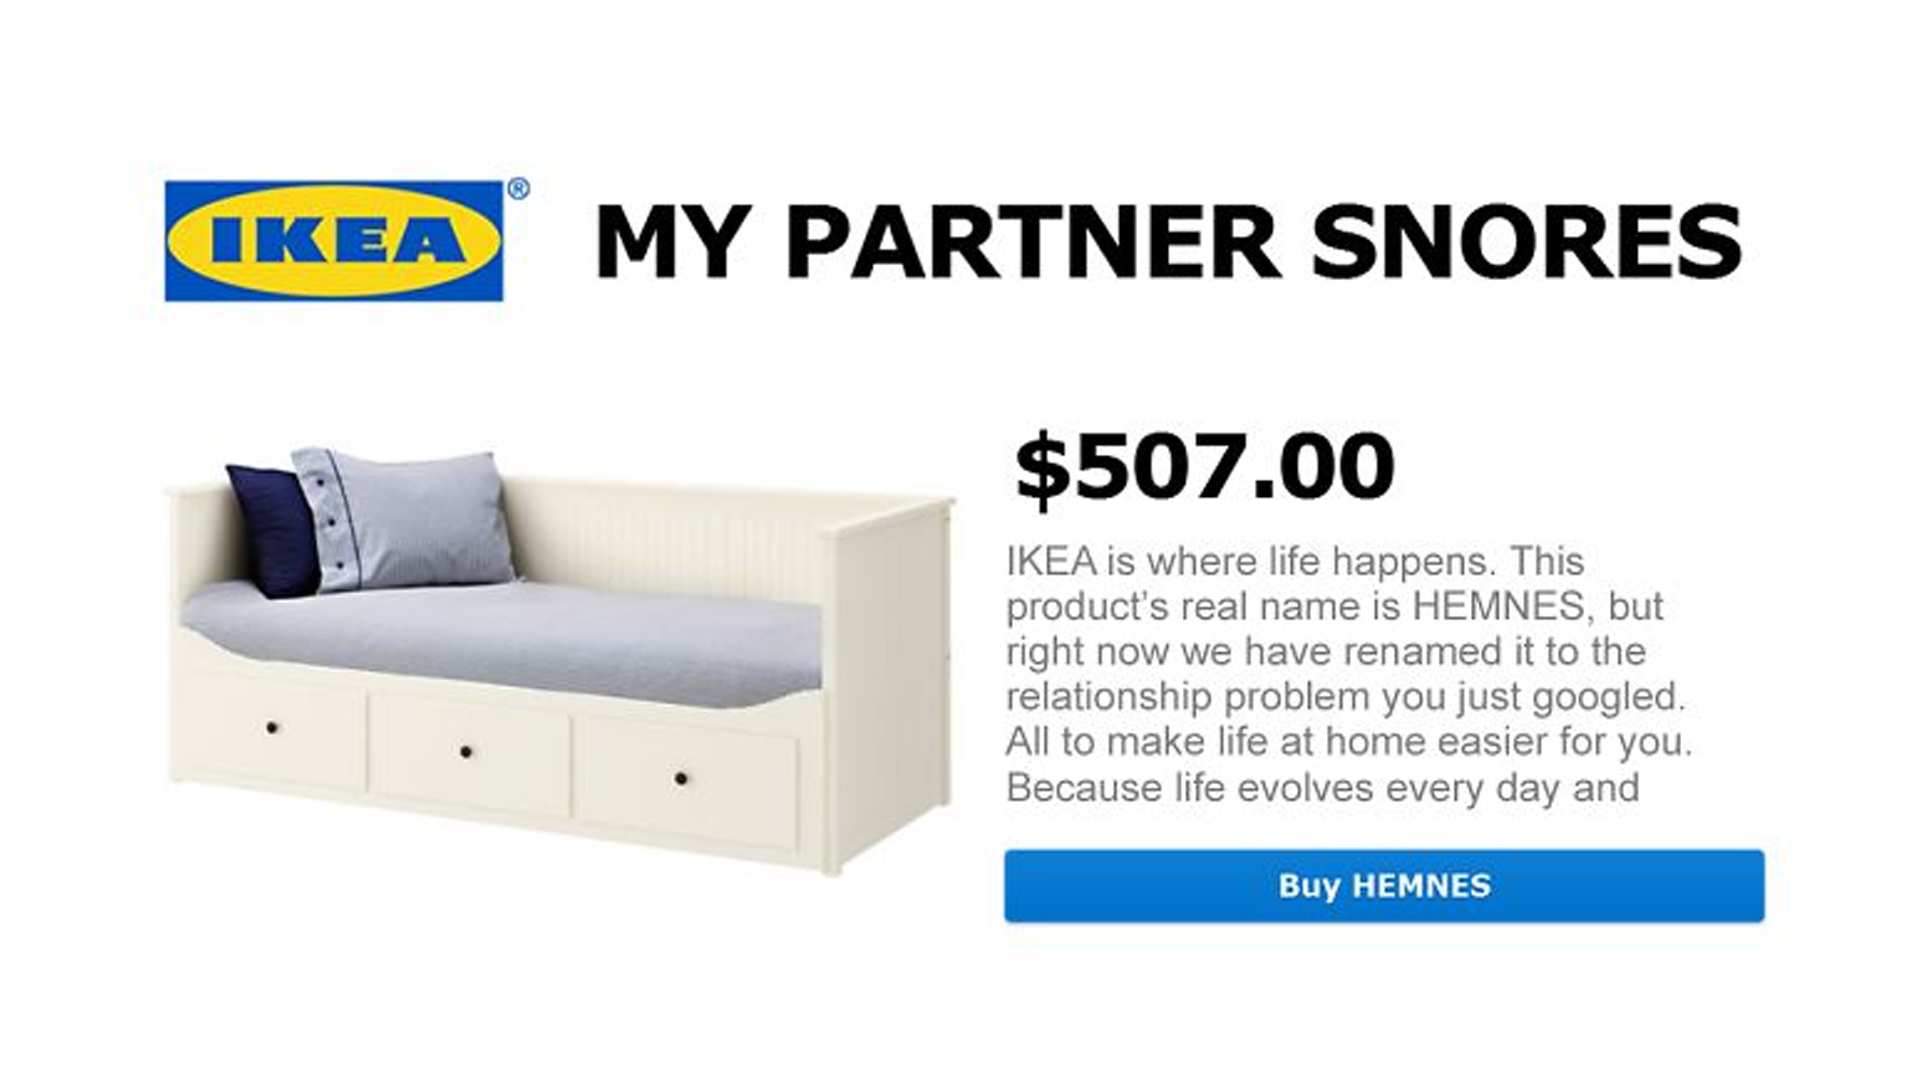 IKEA®
MY PARTNER SNORES
$507.00
IKEA is where life happens. This
product’s real name is HEMNES, but
right now we have renamed it to the
relationship problem you just googled.
All to make life at home easier for you.
Because life evolves every day and
Buy HEMNES